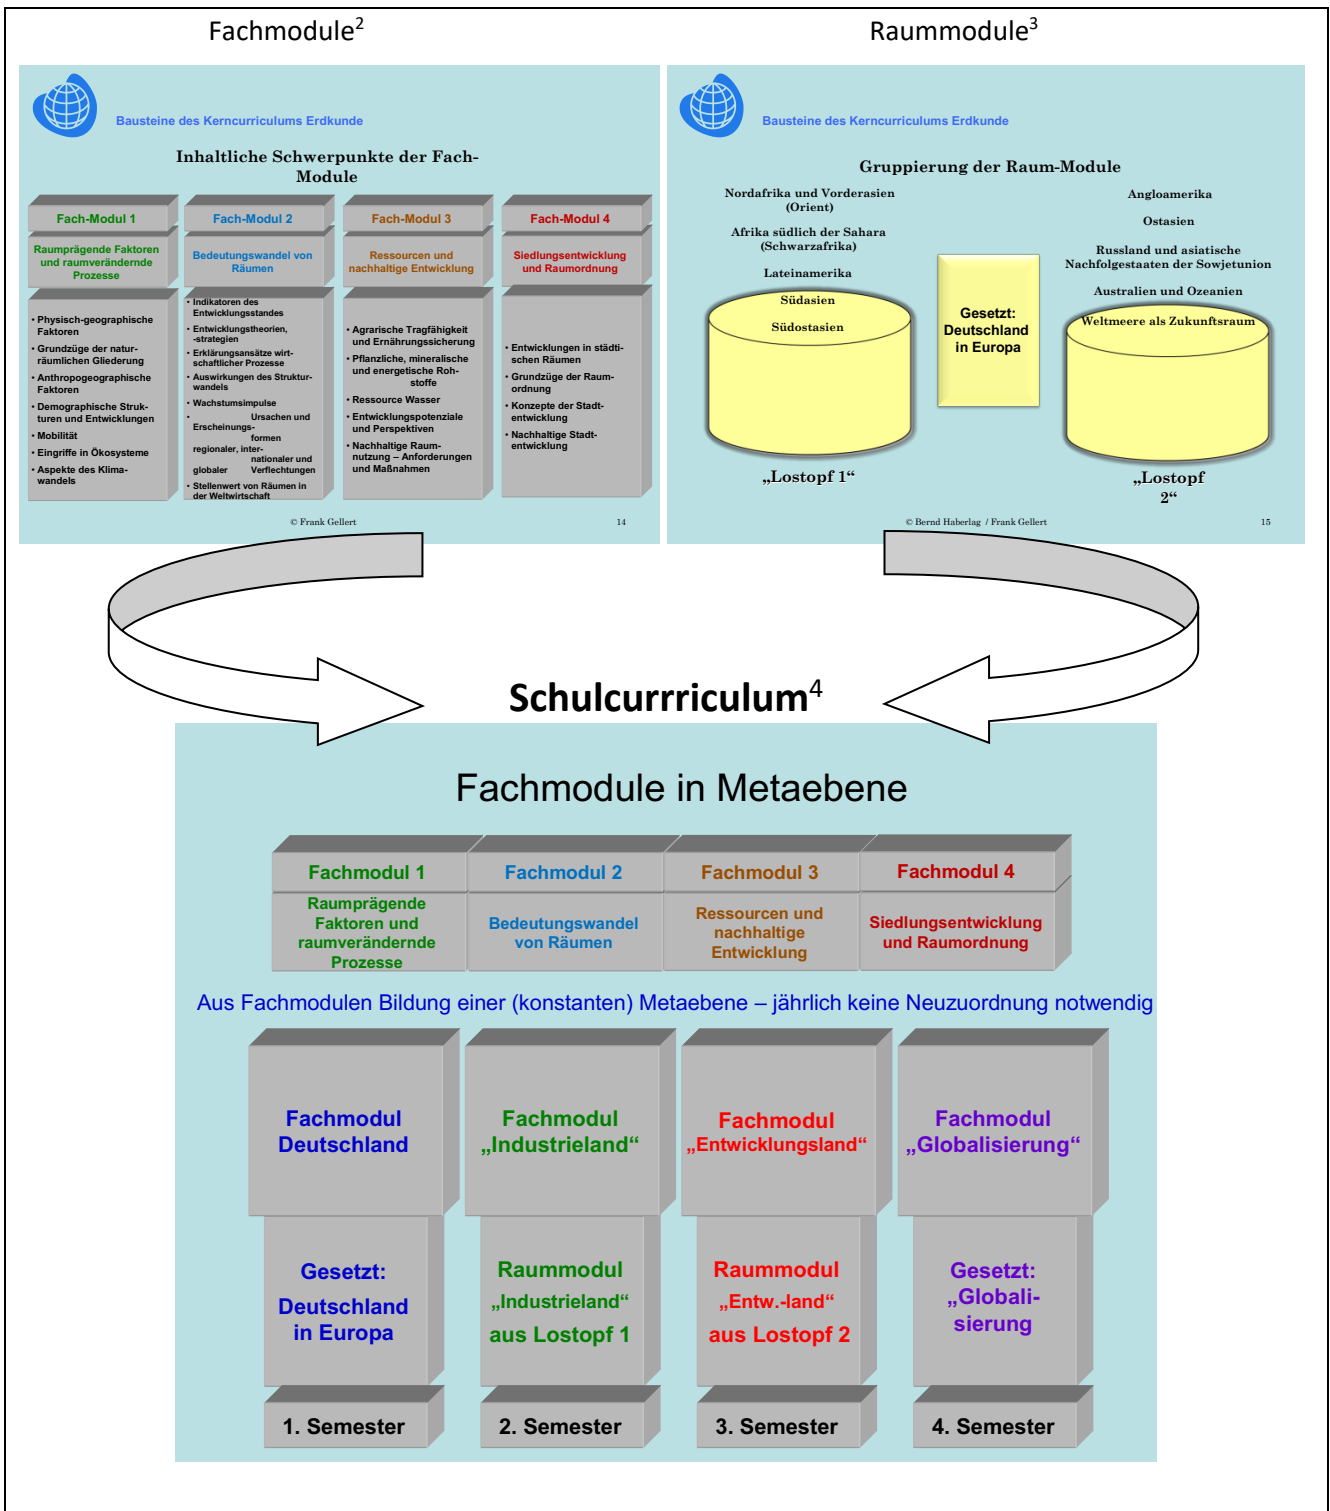 Fachmodule²
Raummodule³
Bausteine des Kerncurriculums Erdkunde
Inhaltliche Schwerpunkte der Fach-
Module
Fach-Modul 1
Raumprägende Faktoren
und raumverändernde
Prozesse
• Physisch-geographische
Faktoren
• Grundzüge der natur-
räumlichen Gliederung
• Anthropogeographische
Faktoren
• Demographische Struk-
turen und Entwicklungen
• Mobilität
• Eingriffe in Ökosysteme
• Aspekte des Klima-
wandels
Fach-Modul 2
Bedeutungswandel von
Räumen
• Indikatoren des
Entwicklungsstandes
• Entwicklungstheorien,
-strategien
• Erklärungsansätze wirt-
schaftlicher Prozesse
• Auswirkungen des Struktur-
wandels
• Wachstumsimpulse
• Ursachen und
Erscheinungs-
formen
regionaler, inter-
nationaler und
globaler Verflechtungen
• Stellenwert von Räumen in
der Weltwirtschaft
Fach-Modul 3
Ressourcen und
nachhaltige Entwicklung
• Agrarische Tragfähigkeit
und Ernährungssicherung
• Pflanzliche, mineralische
und energetische Roh-
stoffe
• Ressource Wasser
• Entwicklungspotenziale
und Perspektiven
• Nachhaltige Raum-
nutzung – Anforderungen
und Maßnahmen
Fach-Modul 4
Siedlungsentwicklung
und Raumordnung
• Entwicklungen in städti-
schen Räumen
• Grundzüge der Raum-
ordnung
• Konzepte der Stadt-
entwicklung
• Nachhaltige Stadt-
entwicklung
© Frank Gellert
14
Bausteine des Kerncurriculums Erdkunde
Gruppierung der Raum-Module
Nordafrika und Vorderasien
(Orient)
Afrika südlich der Sahara
(Schwarzafrika)
Lateinamerika
Südasien
Südostasien
„Lostopf 1“
Gesetzt:
Deutschland
in Europa
Angloamerika
Ostasien
Russland und asiatische
Nachfolgestaaten der Sowjetunion
Australien und Ozeanien
Weltmeere als Zukunftsraum
„Lostopf
2“
© Bernd Haberlag / Frank Gellert
15
Schulcurrriculum⁴
Fachmodule in Metaebene
Fachmodul 1
Raumprägende
Faktoren und
raumverändernde
Prozesse
Fachmodul 2
Bedeutungswandel
von Räumen
Fachmodul 3
Ressourcen und
nachhaltige
Entwicklung
Fachmodul 4
Siedlungsentwicklung
und Raumordnung
Aus Fachmodulen Bildung einer (konstanten) Metaebene – jährlich keine Neuzuordnung notwendig
Fachmodul
Deutschland
Gesetzt:
Deutschland
in Europa
1. Semester
Fachmodul
„Industrieland“
Raummodul
„Industrieland“
aus Lostopf 1
2. Semester
Fachmodul
„Entwicklungsland“
Raummodul
„Entw.-land“
aus Lostopf 2
3. Semester
Fachmodul
„Globalisierung“
Gesetzt:
„Globali-
sierung
4. Semester